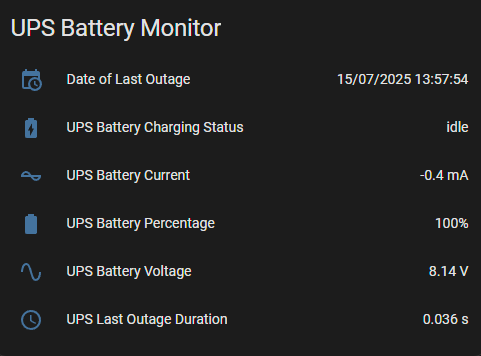 UPS Battery Monitor
Date of Last Outage 15/07/2025 13:57:54
UPS Battery Charging Status idle
UPS Battery Current -0.4 mA
UPS Battery Percentage 100%
UPS Battery Voltage 8.14 V
UPS Last Outage Duration 0.036 s